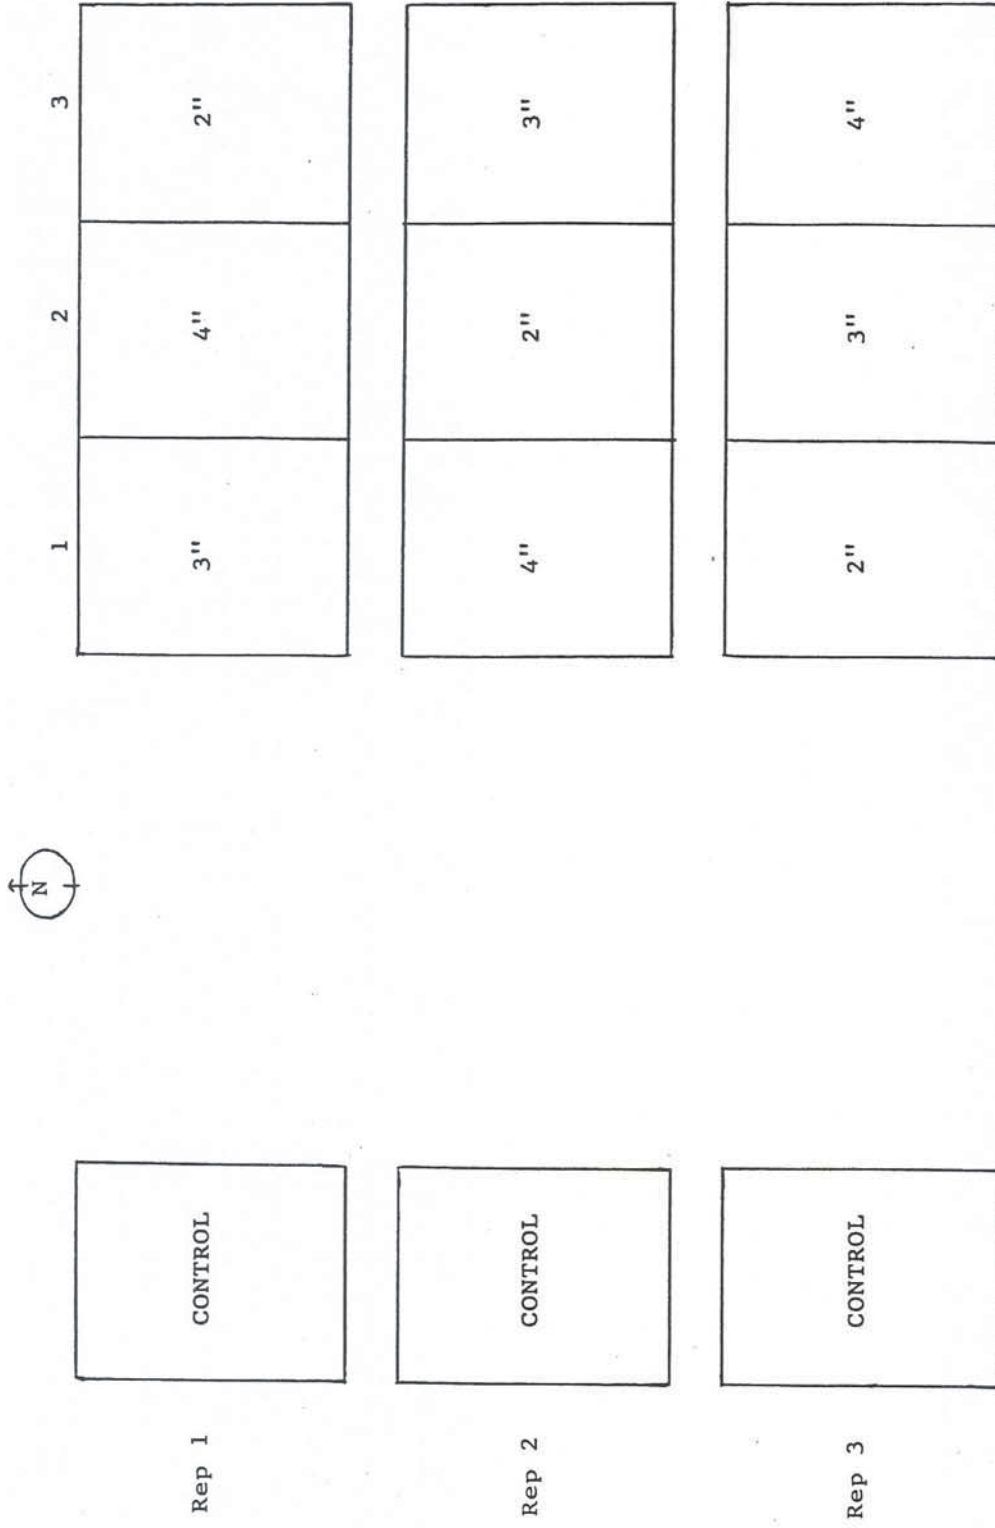 N
1 2 3
Rep 1 CONTROL 3" 4" 2"
Rep 2 CONTROL 4" 2" 3"
Rep 3 CONTROL 2" 3" 4"